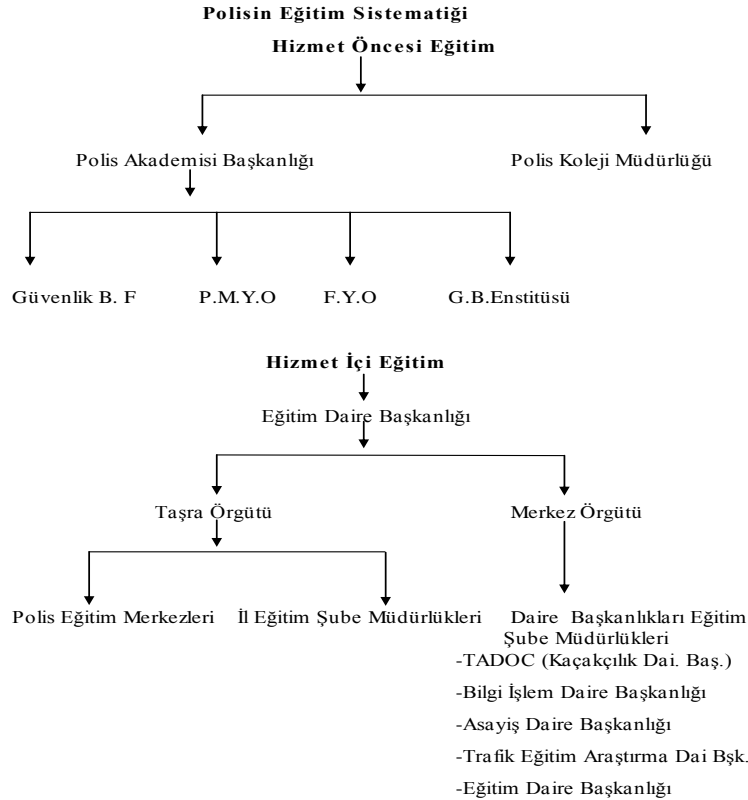 Polisin Eğitim Sistematiği
Hizmet Öncesi Eğitim
Polis Akademisi Başkanlığı
Polis Koleji Müdürlüğü
Güvenlik B. F
P.M.Y.O
F.Y.O
G.B.Enstitüsü
Hizmet İçi Eğitim
Eğitim Daire Başkanlığı
Taşra Örgütü
Merkez Örgütü
Polis Eğitim Merkezleri
İl Eğitim Şube Müdürlükleri
Daire Başkanlıkları Eğitim
Şube Müdürlükleri
-TADOC (Kaçakçılık Dai. Baş.)
-Bilgi İşlem Daire Başkanlığı
-Asayiş Daire Başkanlığı
-Trafik Eğitim Araştırma Dai Bşk.
-Eğitim Daire Başkanlığı